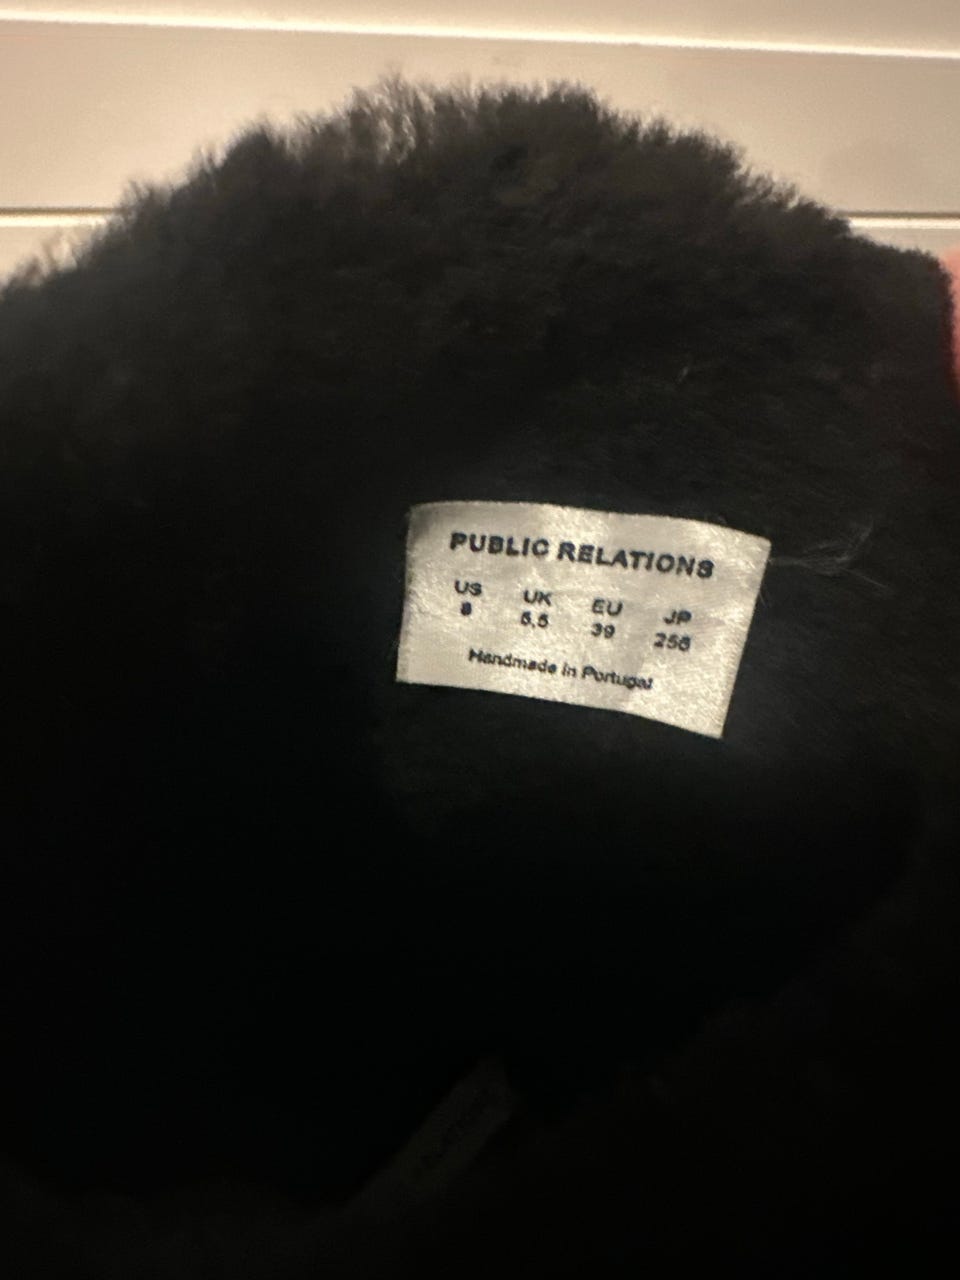 PUBLIC RELATIONS
US UK EU JP
8 5,5 39 255
Handmade in Portugal